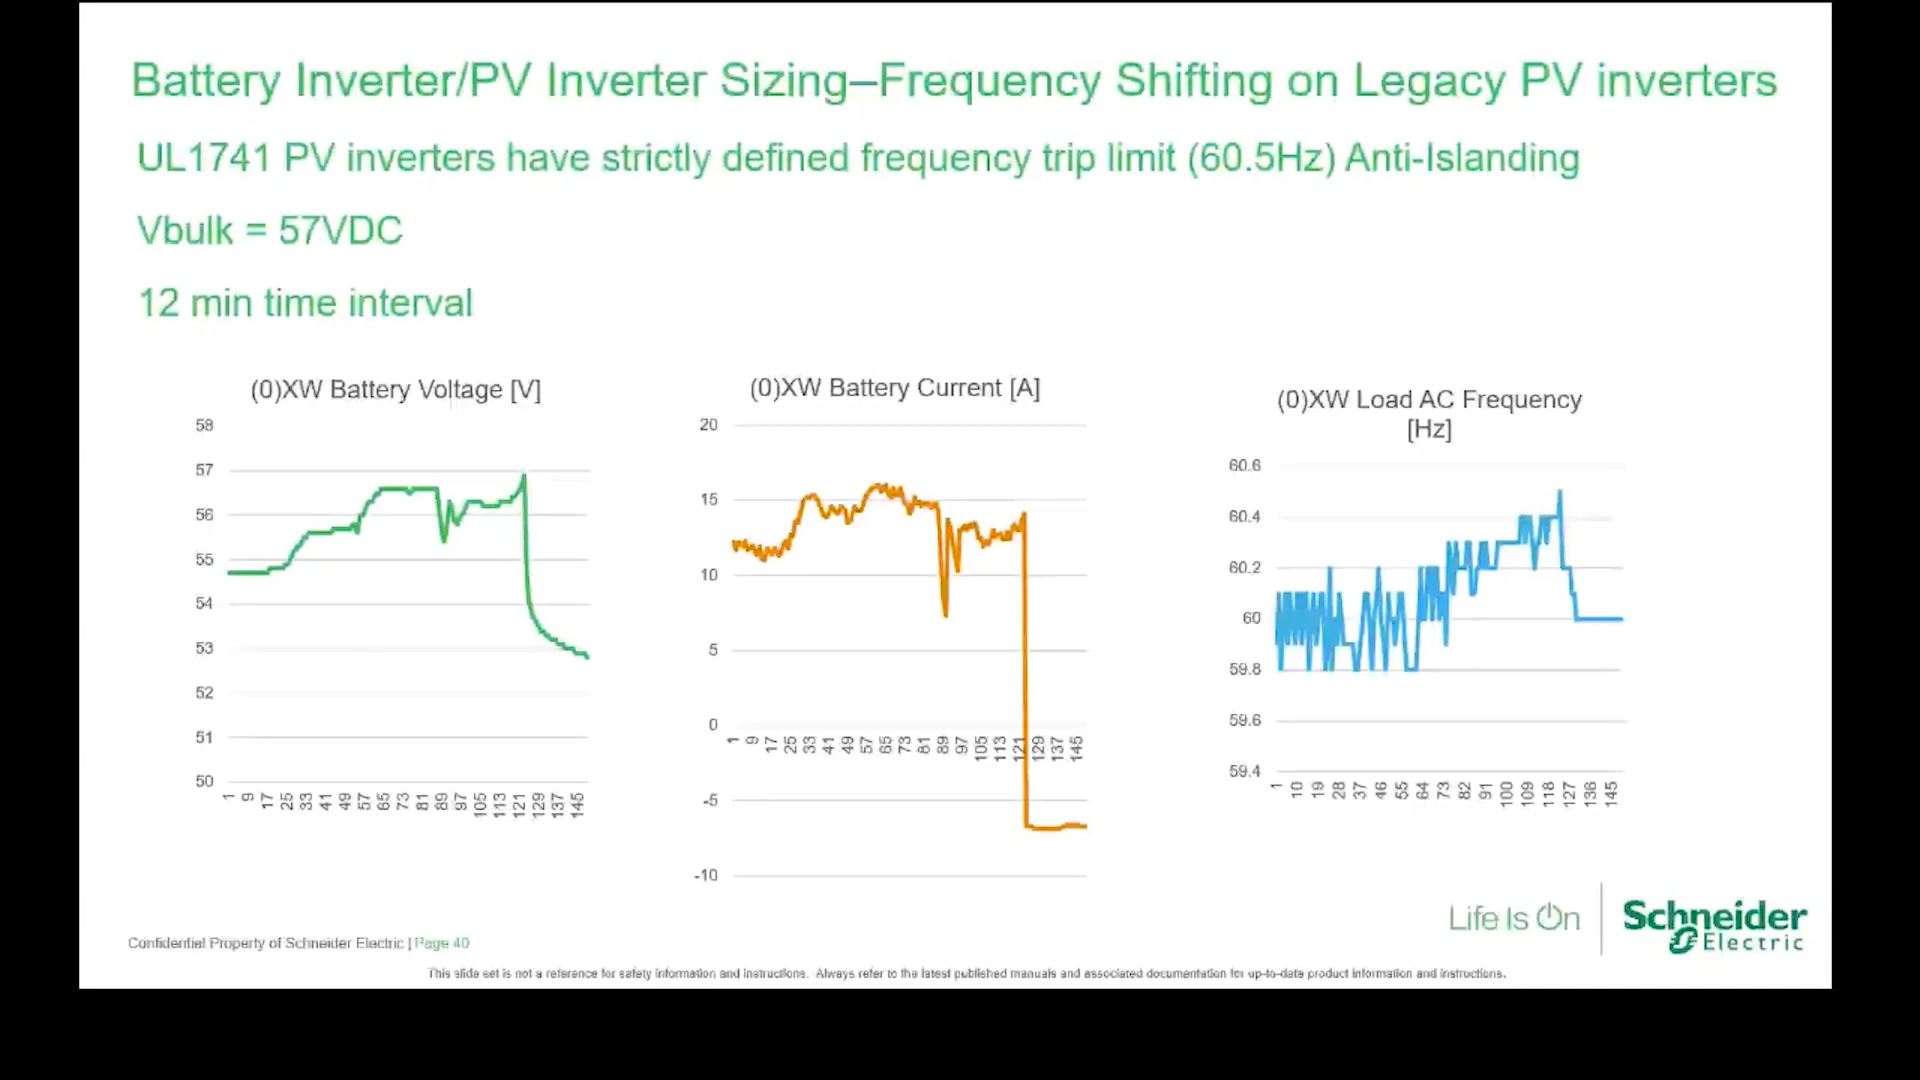 Battery Inverter/PV Inverter Sizing–Frequency Shifting on Legacy PV inverters
UL1741 PV inverters have strictly defined frequency trip limit (60.5Hz) Anti-Islanding
Vbulk = 57VDC
12 min time interval
(0)XW Battery Voltage [V]
58
57
56
55
54
53
52
51
50
1 9 17 25 33 41 49 57 65 73 81 89 97 105 113 121 129 137 145
(0)XW Battery Current [A]
20
15
10
5
0
-5
-10
1 9 17 25 33 41 49 57 65 73 81 89 97 105 113 121 129 137 145
(0)XW Load AC Frequency
[Hz]
60.6
60.4
60.2
60
59.8
59.6
59.4
1 10 19 28 37 46 55 64 73 82 91 100 109 118 127 136 145
Life Is On
Schneider
Electric
Confidential Property of Schneider Electric | Page 40
This slide set is not a reference for safety information and instructions. Always refer to the latest published manuals and associated documentation for up-to-date product information and instructions.